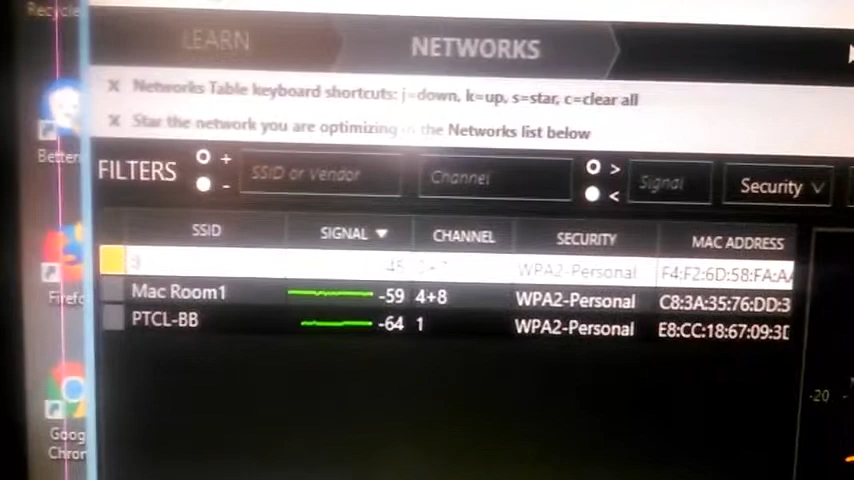 Recycle
LEARN NETWORKS
X Networks Table keyboard shortcuts: j=down, k=up, s=star, c=clear all
X Star the network you are optimizing in the Networks list below
FILTERS + - SSID or Vendor Channel > < Signal Security
SSID SIGNAL CHANNEL SECURITY MAC ADDRESS
WPA2-Personal F4:F2:6D:58:FA:A
Mac Room1 -59 4+8 WPA2-Personal C8:3A:35:76:DD:3
PTCL-BB -64 1 WPA2-Personal E8:CC:18:67:09:3
Better
Firef
Goog
Chron
-20